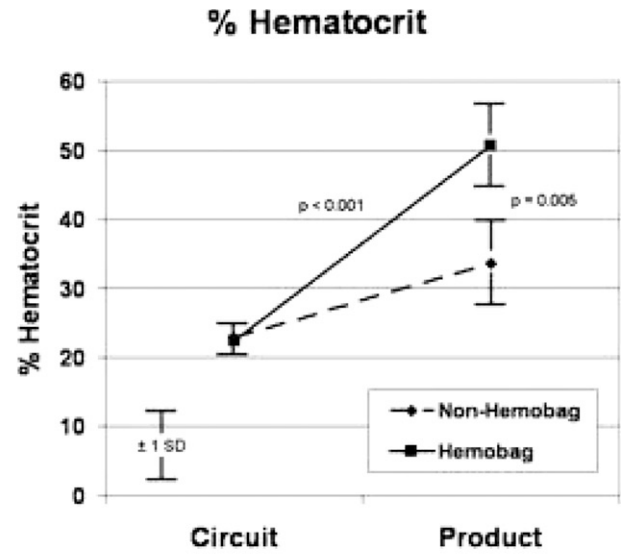 % Hematocrit
60
50
40
30
20
10
0
% Hematocrit
p < 0.001
p = 0.005
± 1 SD
Non-Hemobag
Hemobag
Circuit
Product